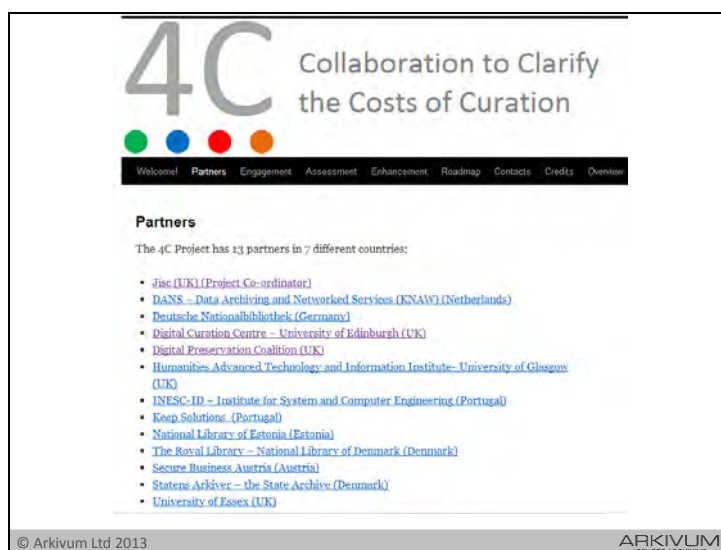 4C Collaboration to Clarify
the Costs of Curation
Welcome! Partners Engagement Assessment Enhancement Roadmap Contacts Credits Overview
Partners
The 4C Project has 13 partners in 7 different countries:
Jisc (UK) (Project Co-ordinator)
DANS – Data Archiving and Networked Services (KNAW) (Netherlands)
Deutsche Nationalbibliothek (Germany)
Digital Curation Centre – University of Edinburgh (UK)
Digital Preservation Coalition (UK)
Humanities Advanced Technology and Information Institute- University of Glasgow
(UK)
INESC-ID – Institute for System and Computer Engineering (Portugal)
Keep Solutions (Portugal)
National Library of Estonia (Estonia)
The Royal Library – National Library of Denmark (Denmark)
Secure Business Austria (Austria)
Statens Arkiver – the State Archive (Denmark)
University of Essex (UK)
© Arkivum Ltd 2013
ARKIVUM